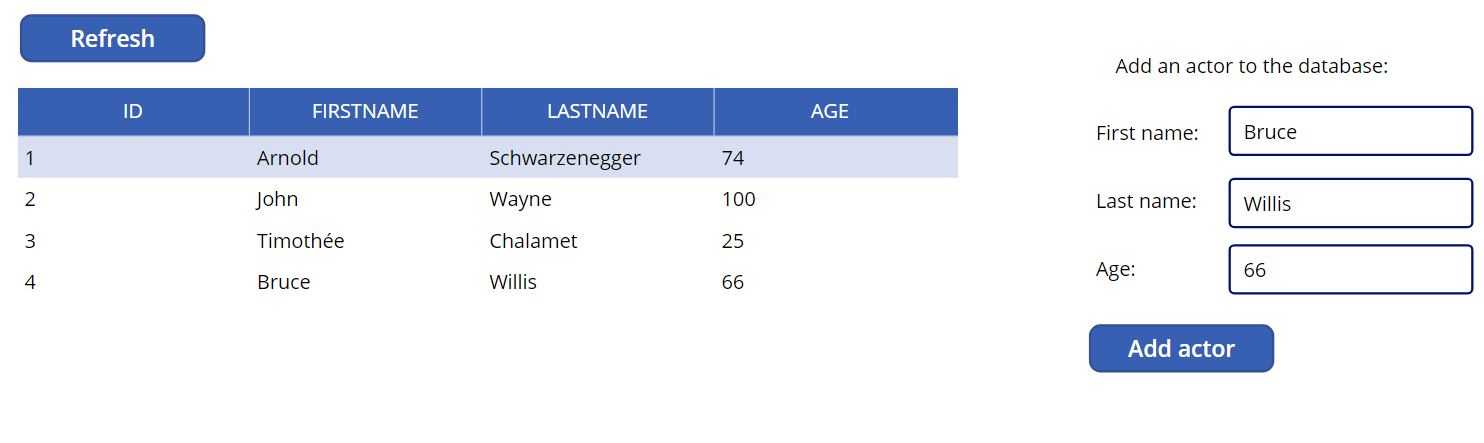 Refresh
ID FIRSTNAME LASTNAME AGE
1 Arnold Schwarzenegger 74
2 John Wayne 100
3 Timothée Chalamet 25
4 Bruce Willis 66
Add an actor to the database:
First name: Bruce
Last name: Willis
Age: 66
Add actor